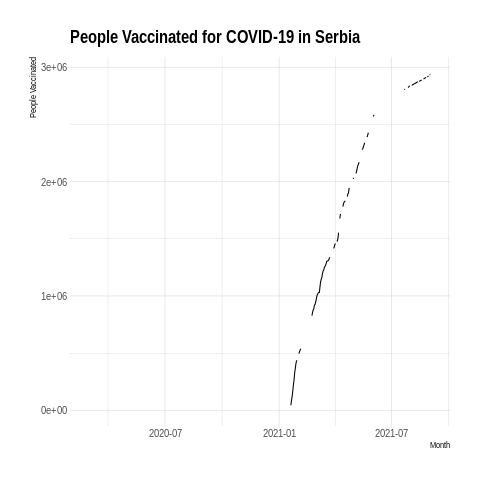 People Vaccinated for COVID-19 in Serbia
People Vaccinated
3e+06
2e+06
1e+06
0e+00
2020-07 2021-01 2021-07
Month